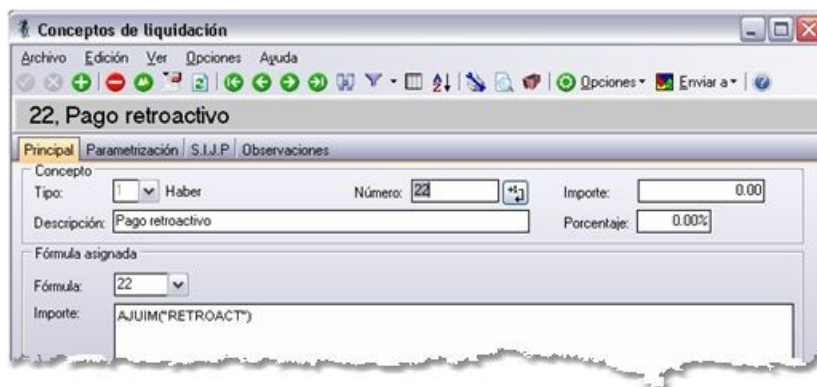 Conceptos de liquidación
Archivo Edición Ver Opciones Ayuda
Opciones Enviar a
22, Pago retroactivo
Principal Parametrización S.I.J.P Observaciones
Concepto
Tipo: 1 Haber Número: 22 Importe: 0.00
Descripción: Pago retroactivo Porcentaje: 0.00%
Fórmula asignada
Fórmula: 22
Importe: AJUIM("RETROACT")